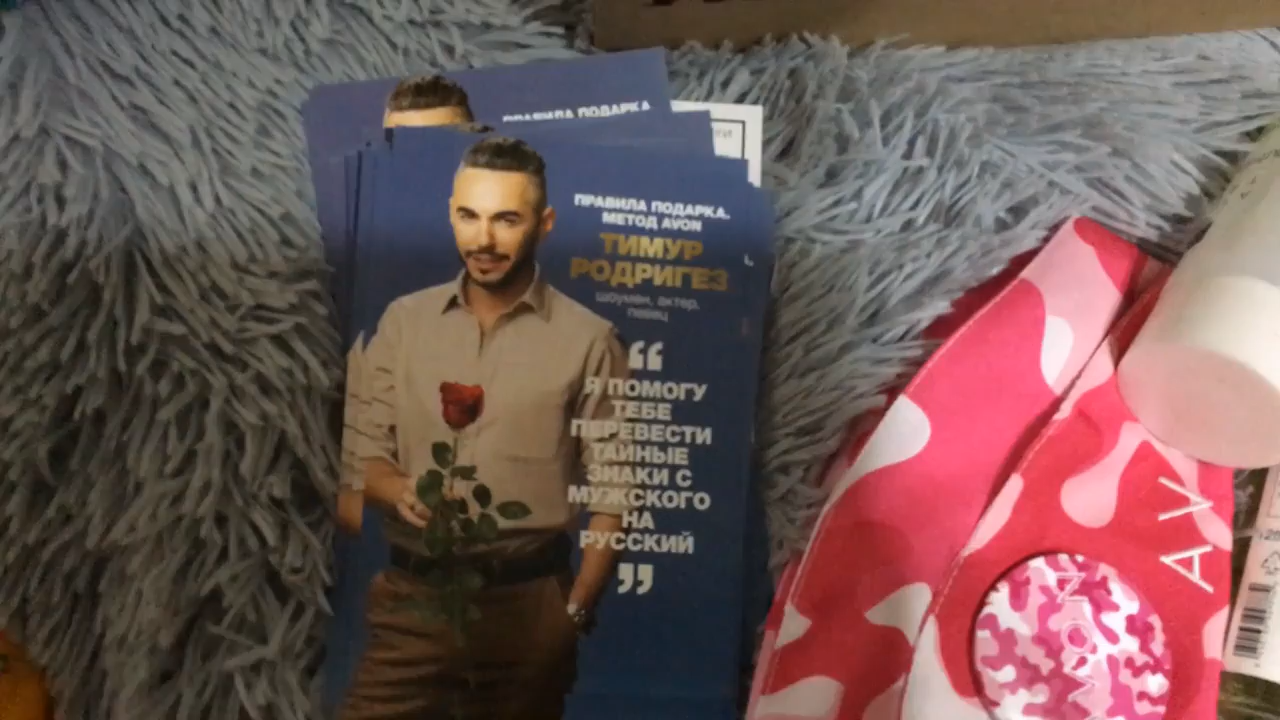 ПРАВИЛА ПОДАРКА
ПРАВИЛА ПОДАРКА.
МЕТОД AVON
ТИМУР
РОДРИГЕЗ
шоумен, актер,
певец
“
Я ПОМОГУ
ТЕБЕ
ПЕРЕВЕСТИ
ТАЙНЫЕ
ЗНАКИ С
МУЖСКОГО
НА
РУССКИЙ
”
AV